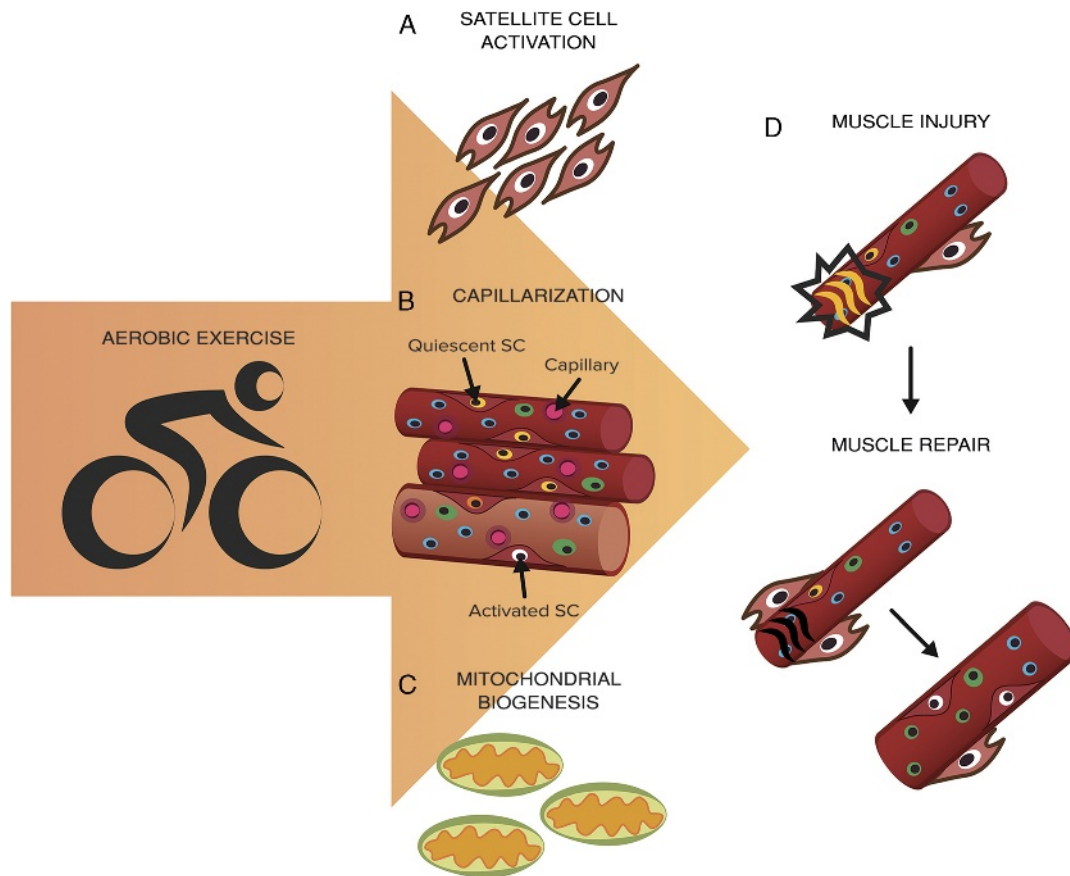 A
SATELLITE CELL
ACTIVATION
AEROBIC EXERCISE
B
CAPILLARIZATION
Quiescent SC
Capillary
Activated SC
C
MITOCHONDRIAL
BIOGENESIS
D
MUSCLE INJURY
MUSCLE REPAIR